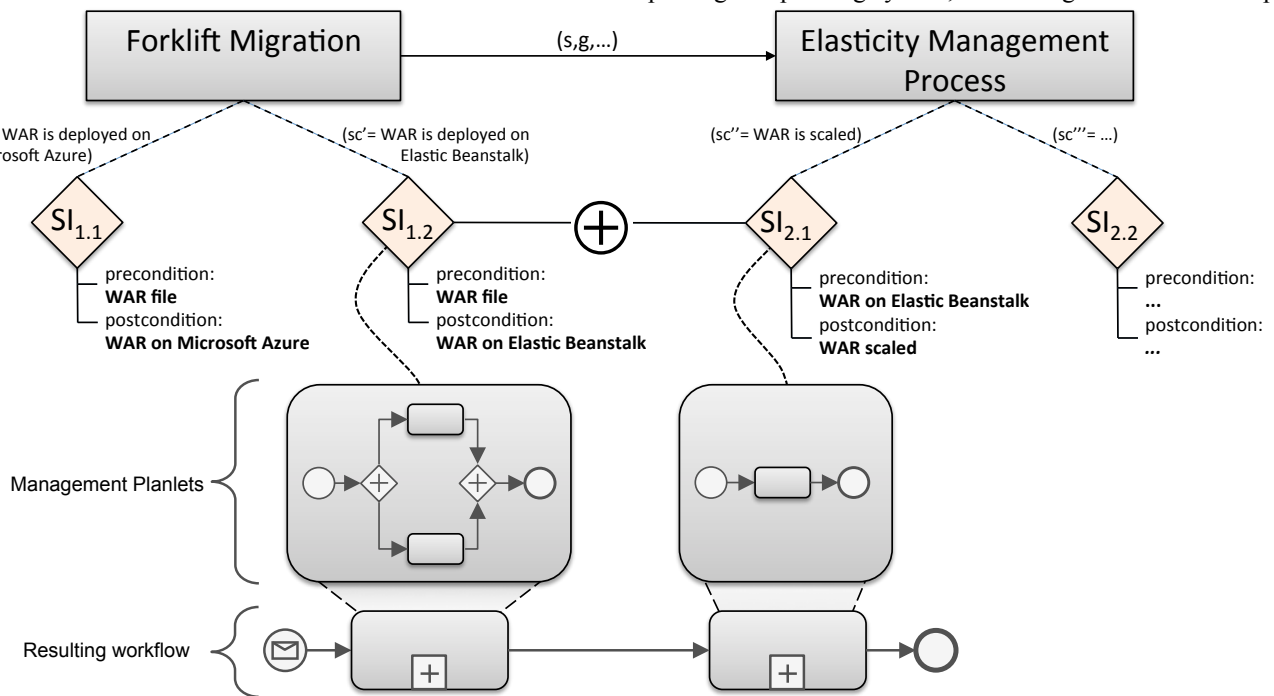 Forklift Migration
(s,g,...)
Elasticity Management
Process
WAR is deployed on
(sc'= WAR is deployed on
Elastic Beanstalk)
(sc''= WAR is scaled)
(sc'''= ...)
Azure)
SI1.1
SI1.2
SI2.1
SI2.2
precondition:
WAR file
postcondition:
WAR on Microsoft Azure
precondition:
WAR file
postcondition:
WAR on Elastic Beanstalk
precondition:
WAR on Elastic Beanstalk
postcondition:
WAR scaled
precondition:
...
postcondition:
...
Management Planlets
Resulting workflow